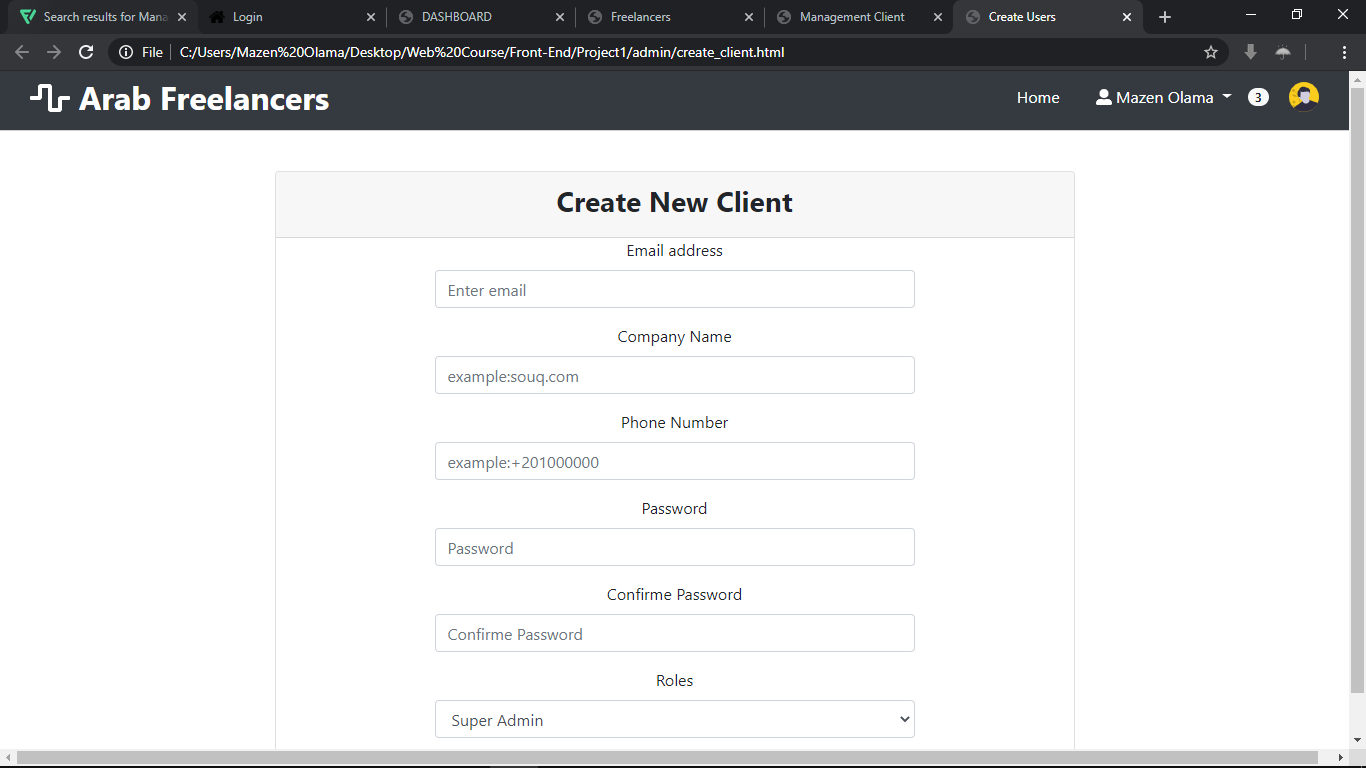 Search results for Mana
Login
DASHBOARD
Freelancers
Management Client
Create Users
File C:/Users/Mazen%20Olama/Desktop/Web%20Course/Front-End/Project1/admin/create_client.html
Arab Freelancers
Home
Mazen Olama
3
Create New Client
Email address
Enter email
Company Name
example:souq.com
Phone Number
example:+201000000
Password
Password
Confirme Password
Confirme Password
Roles
Super Admin